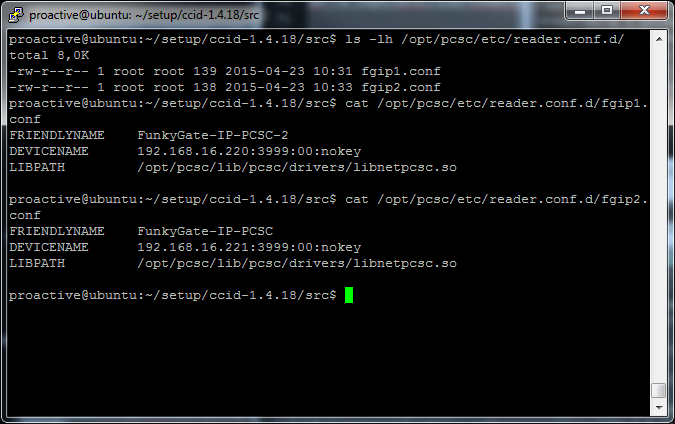 proactive@ubuntu: ~/setup/ccid-1.4.18/src
proactive@ubuntu:~/setup/ccid-1.4.18/src$ ls -lh /opt/pcsc/etc/reader.conf.d/
total 8,0K
-rw-r--r-- 1 root root 139 2015-04-23 10:31 fgip1.conf
-rw-r--r-- 1 root root 138 2015-04-23 10:33 fgip2.conf
proactive@ubuntu:~/setup/ccid-1.4.18/src$ cat /opt/pcsc/etc/reader.conf.d/fgip1.
conf
FRIENDLYNAME    FunkyGate-IP-PCSC-2
DEVICENAME      192.168.16.220:3999:00:nokey
LIBPATH         /opt/pcsc/lib/pcsc/drivers/libnetpcsc.so
proactive@ubuntu:~/setup/ccid-1.4.18/src$ cat /opt/pcsc/etc/reader.conf.d/fgip2.
conf
FRIENDLYNAME    FunkyGate-IP-PCSC
DEVICENAME      192.168.16.221:3999:00:nokey
LIBPATH         /opt/pcsc/lib/pcsc/drivers/libnetpcsc.so
proactive@ubuntu:~/setup/ccid-1.4.18/src$